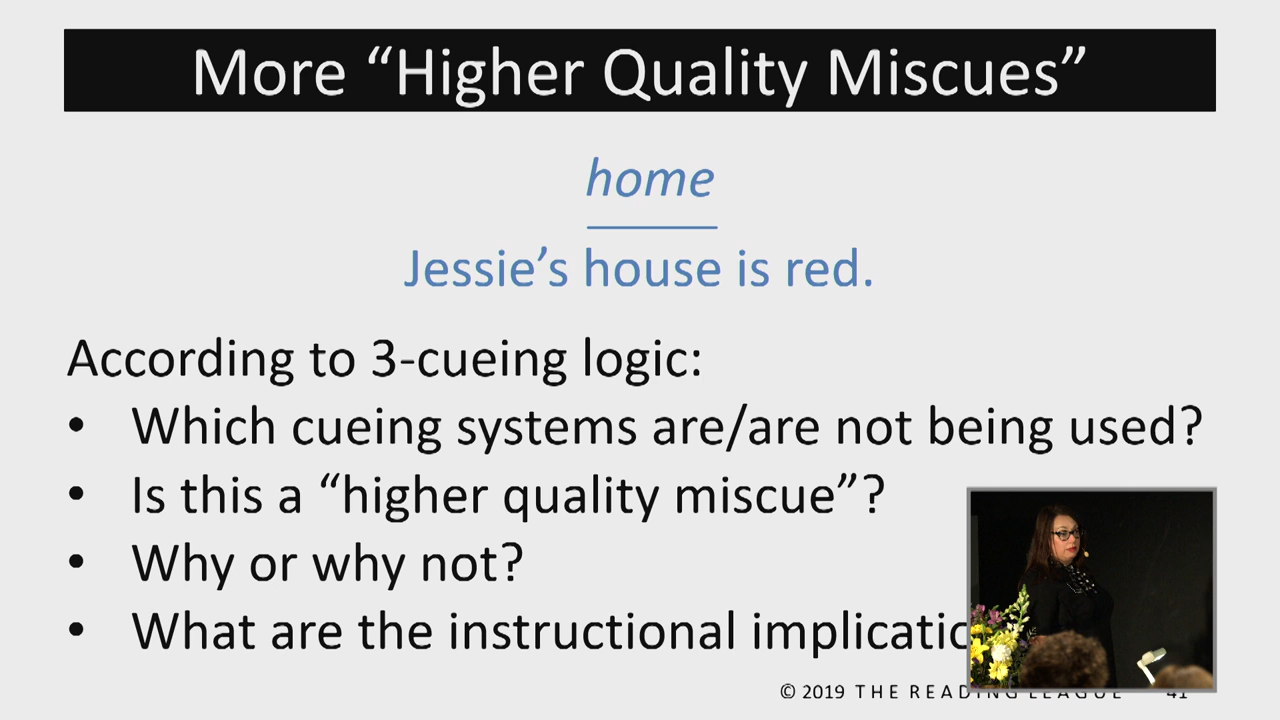 More “Higher Quality Miscues”
home
Jessie’s house is red.
According to 3-cueing logic:
• Which cueing systems are/are not being used?
• Is this a “higher quality miscue”?
• Why or why not?
• What are the instructional
© 2019 THE READING LEAGUE 41